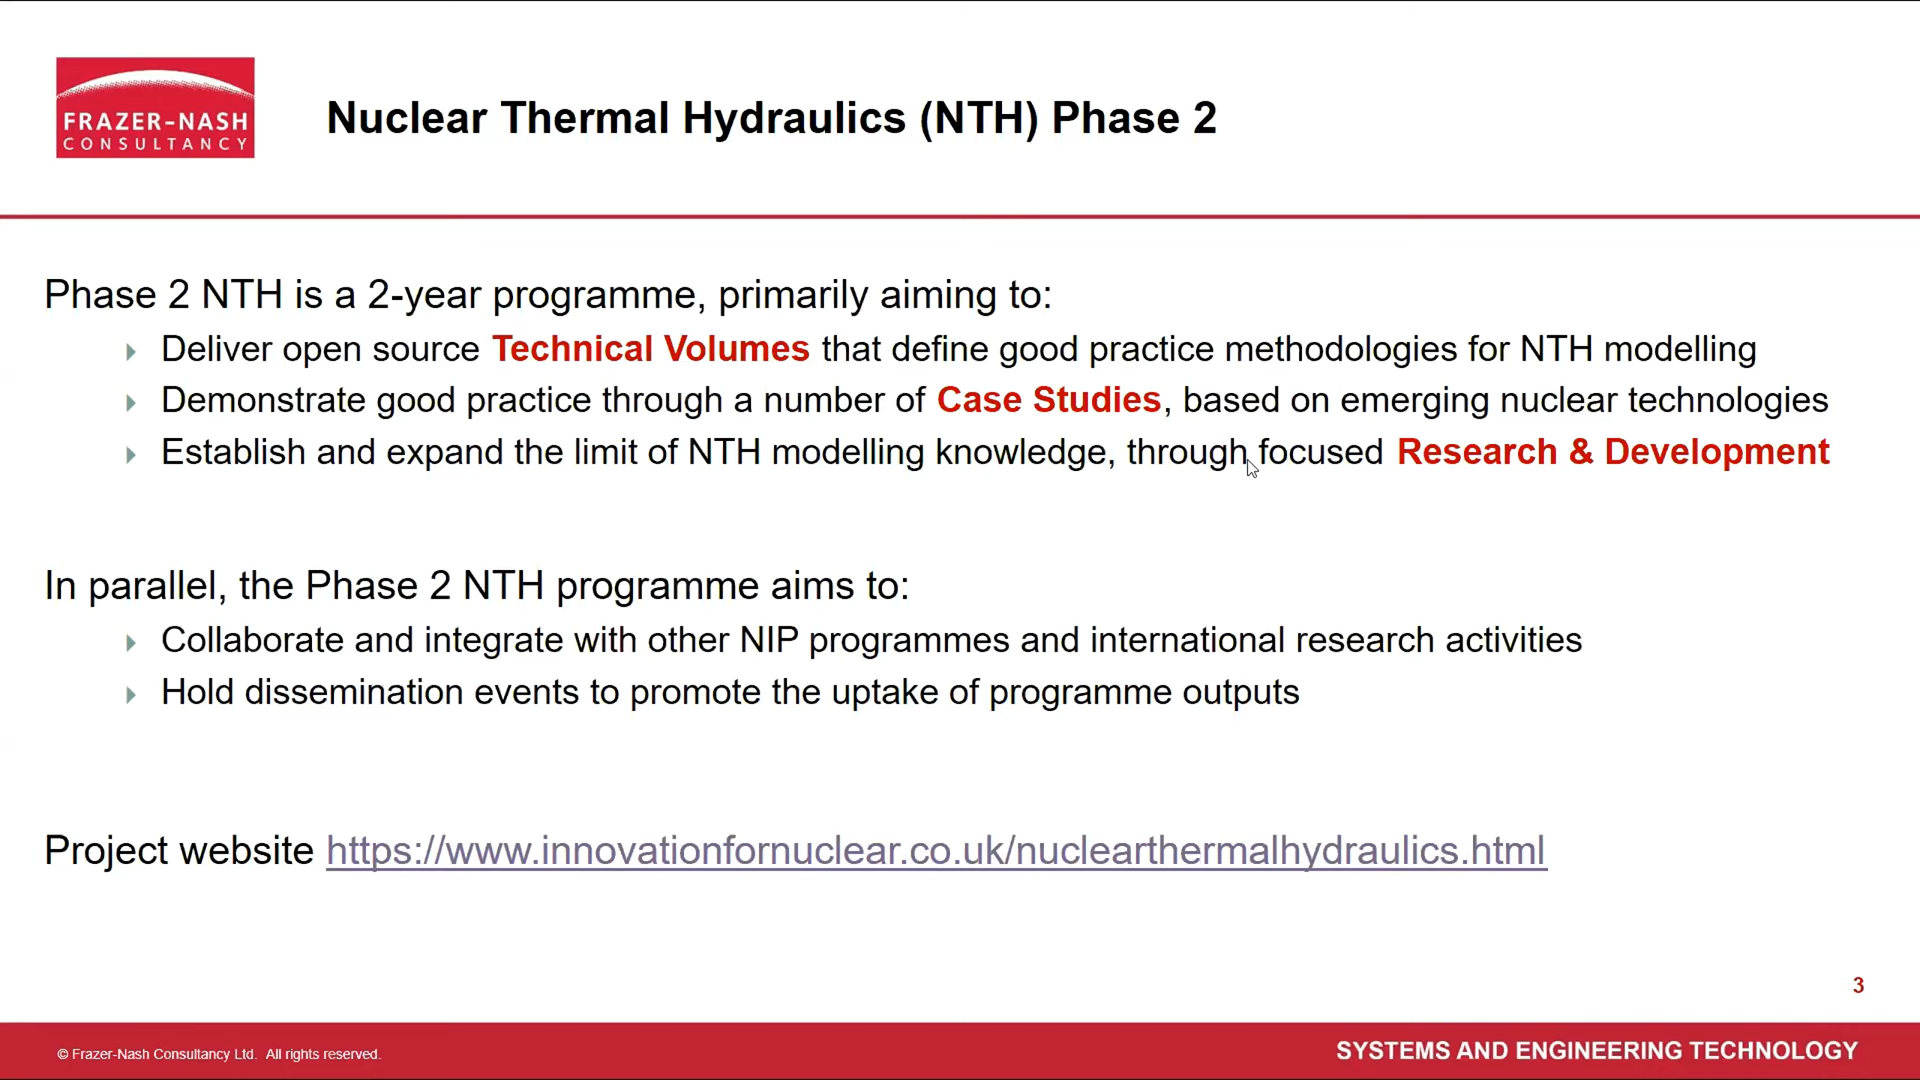 FRAZER-NASH
CONSULTANCY
Nuclear Thermal Hydraulics (NTH) Phase 2
Phase 2 NTH is a 2-year programme, primarily aiming to:
Deliver open source Technical Volumes that define good practice methodologies for NTH modelling
Demonstrate good practice through a number of Case Studies, based on emerging nuclear technologies
Establish and expand the limit of NTH modelling knowledge, through focused Research & Development
In parallel, the Phase 2 NTH programme aims to:
Collaborate and integrate with other NIP programmes and international research activities
Hold dissemination events to promote the uptake of programme outputs
Project website https://www.innovationfornuclear.co.uk/nuclearthermalhydraulics.html
3
© Frazer-Nash Consultancy Ltd. All rights reserved.
SYSTEMS AND ENGINEERING TECHNOLOGY